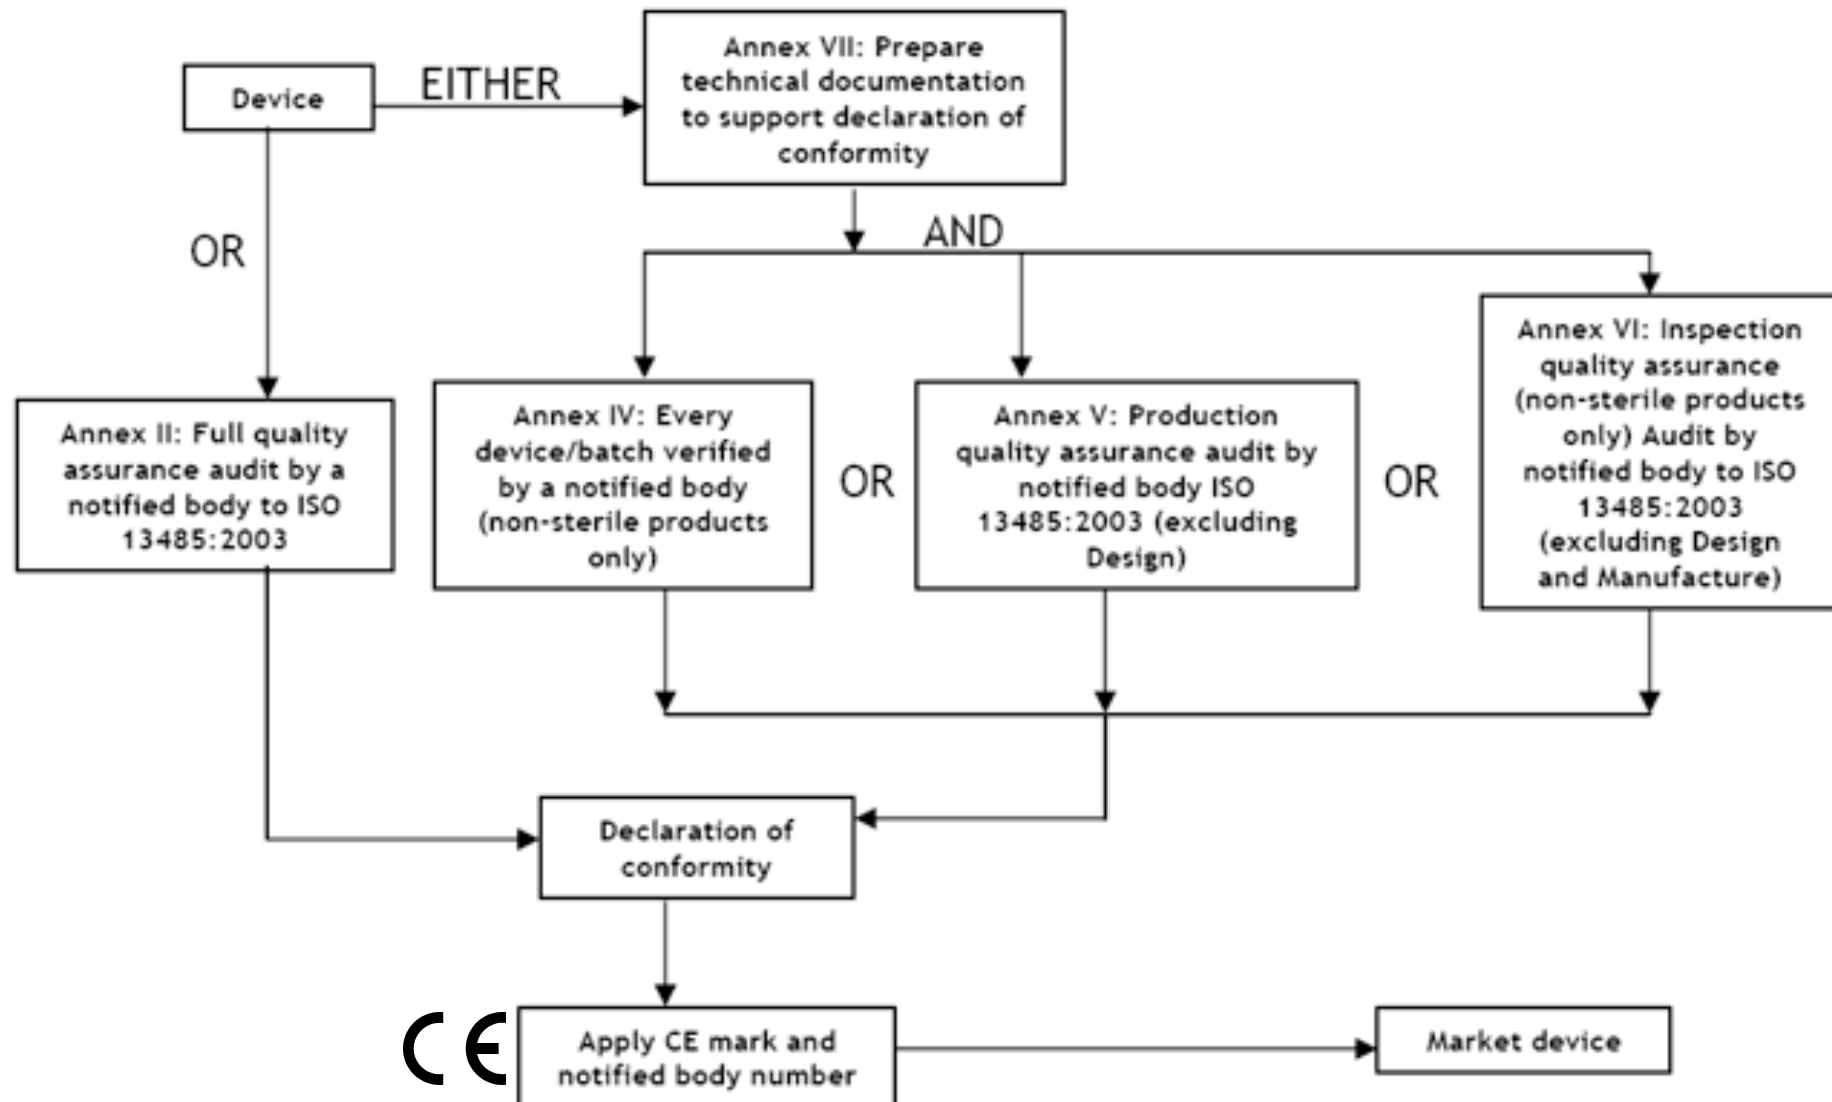 Device
EITHER
Annex VII: Prepare
technical documentation
to support declaration of
conformity
OR
AND
Annex II: Full quality
assurance audit by a
notified body to ISO
13485:2003
Annex IV: Every
device/batch verified
by a notified body
(non-sterile products
only)
OR
Annex V: Production
quality assurance audit by
notified body ISO
13485:2003 (excluding
Design)
OR
Annex VI: Inspection
quality assurance
(non-sterile products
only) Audit by
notified body to ISO
13485:2003
(excluding Design
and Manufacture)
Declaration of
conformity
CE
Apply CE mark and
notified body number
Market device